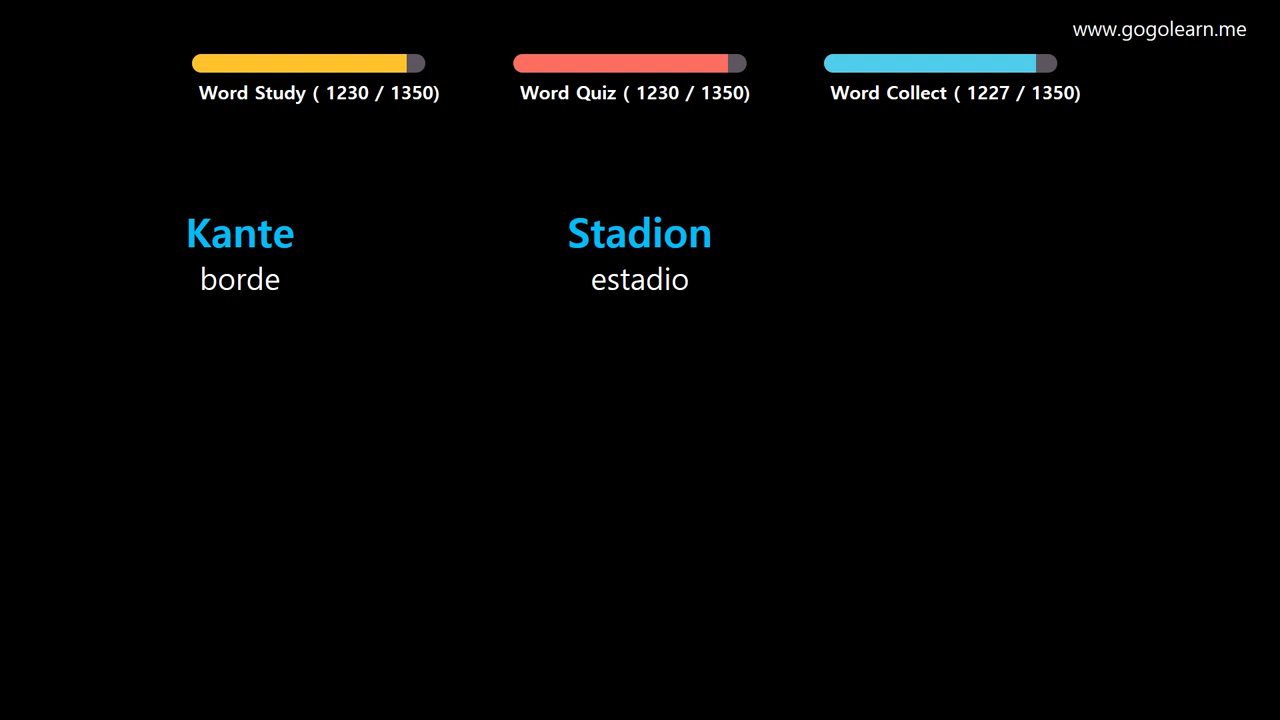 www.gogolearn.me
Word Study ( 1230 / 1350)
Word Quiz ( 1230 / 1350)
Word Collect ( 1227 / 1350)
Kante
borde
Stadion
estadio